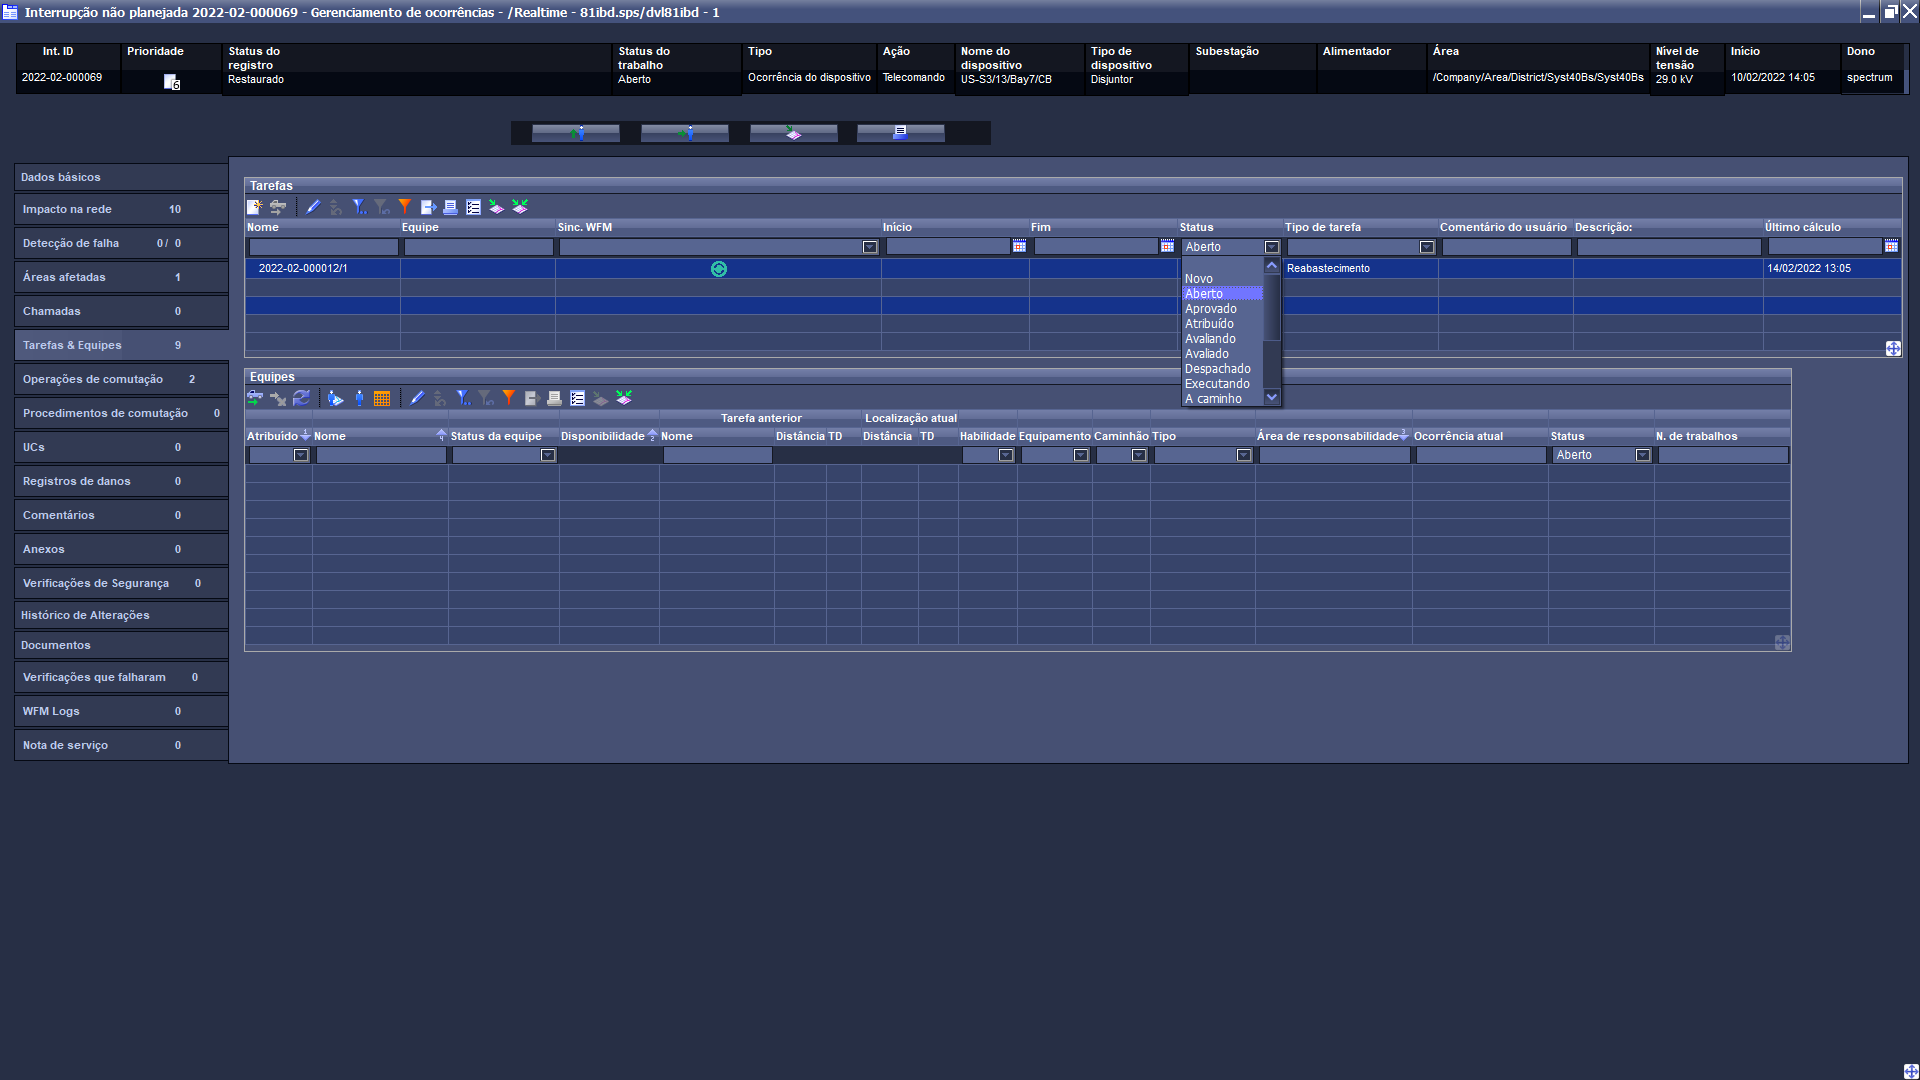 Interrupção não planejada 2022-02-000069 - Gerenciamento de ocorrências - /Realtime - 81ibd.sps/dvl81ibd - 1
Int. ID Prioridade Status do registro Status do trabalho Tipo Ação Nome do dispositivo Tipo de dispositivo Subestação Alimentador Área Nível de tensão Início Dono
2022-02-000069 6 Restaurado Aberto Ocorrência do dispositivo Telecomando US-S3/13/Bay7/CB Disjuntor /Company/Area/District/Syst40Bs/Syst40Bs 29.0 kV 10/02/2022 14:05 spectrum
Dados básicos
Impacto na rede 10
Detecção de falha 0 / 0
Áreas afetadas 1
Chamadas 0
Tarefas & Equipes 9
Operações de comutação 2
Procedimentos de comutação 0
UCs 0
Registros de danos 0
Comentários 0
Anexos 0
Verificações de Segurança 0
Histórico de Alterações
Documentos
Verificações que falharam 0
WFM Logs 0
Nota de serviço 0
Tarefas
Nome Equipe Sinc. WFM Início Fim Status Tipo de tarefa Comentário do usuário Descrição: Último cálculo
Aberto
2022-02-000012/1 Reabastecimento 14/02/2022 13:05
Novo
Aberto
Aprovado
Atribuído
Avaliando
Avaliado
Despachado
Executando
A caminho
Equipes
Tarefa anterior Localização atual
Atribuído 1 Nome 4 Status da equipe Disponibilidade 2 Nome Distância TD Distância TD Habilidade Equipamento Caminhão Tipo Área de responsabilidade 3 Ocorrência atual Status N. de trabalhos
Aberto